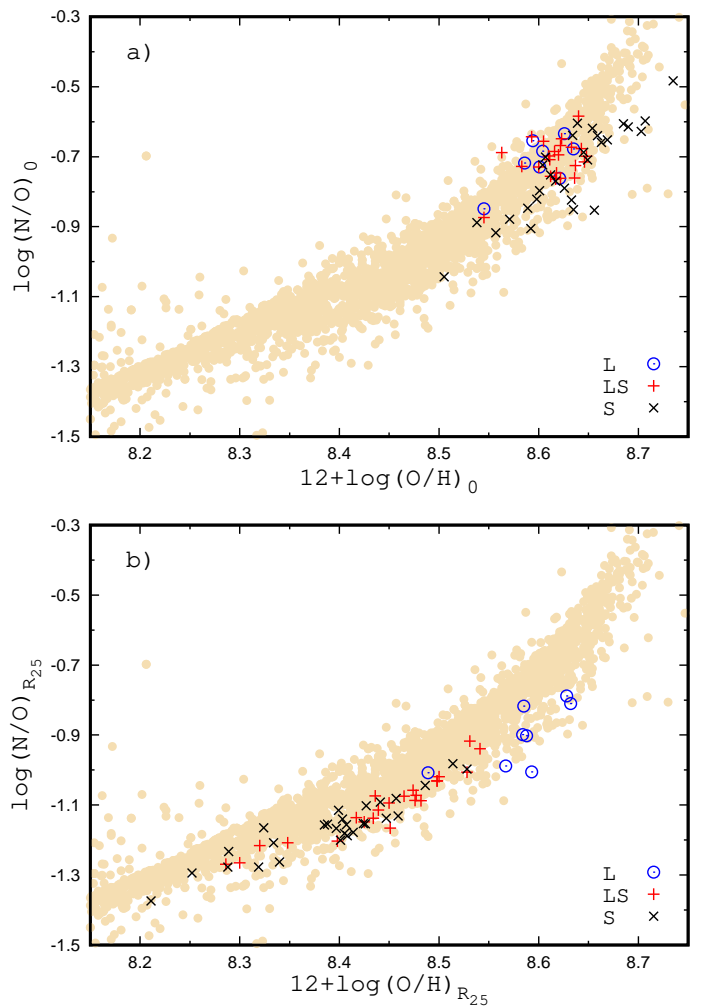 -0.3
a)
-0.5
-0.7
-0.9
-1.1
-1.3
-1.5
log(N/O)0
L
LS
S
8.2 8.3 8.4 8.5 8.6 8.7
12+log(O/H)0
-0.3
b)
-0.5
-0.7
-0.9
-1.1
-1.3
-1.5
log(N/O)R25
L
LS
S
8.2 8.3 8.4 8.5 8.6 8.7
12+log(O/H)R25